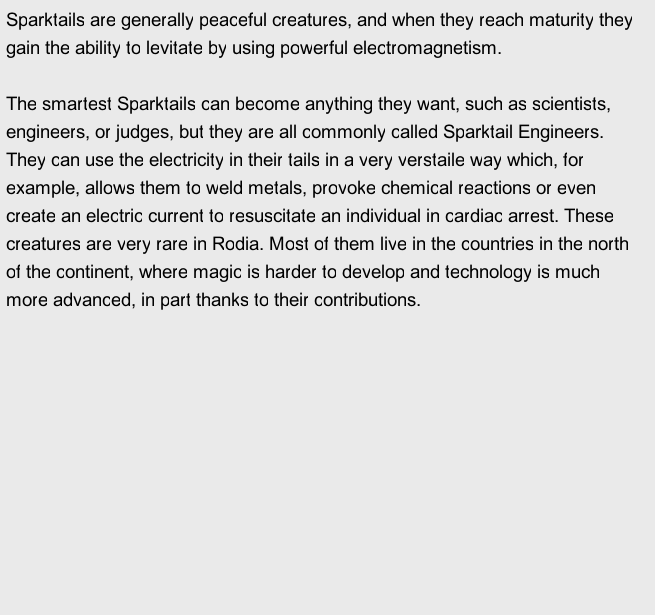 Sparktails are generally peaceful creatures, and when they reach maturity they
gain the ability to levitate by using powerful electromagnetism.
The smartest Sparktails can become anything they want, such as scientists,
engineers, or judges, but they are all commonly called Sparktail Engineers.
They can use the electricity in their tails in a very verstaile way which, for
example, allows them to weld metals, provoke chemical reactions or even
create an electric current to resuscitate an individual in cardiac arrest. These
creatures are very rare in Rodia. Most of them live in the countries in the north
of the continent, where magic is harder to develop and technology is much
more advanced, in part thanks to their contributions.